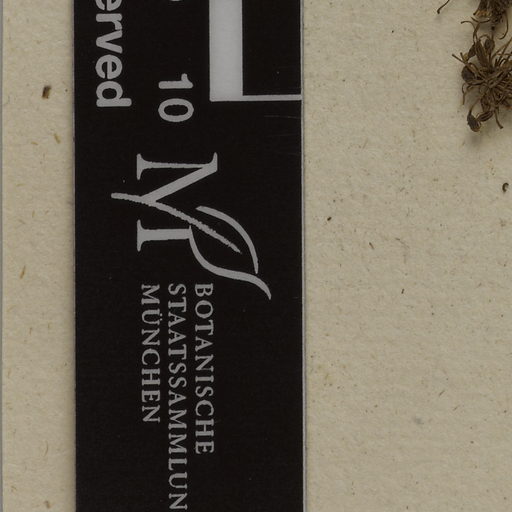 erved
10
BOTANISCHE
STAATSSAMMLUN
MÜNCHEN